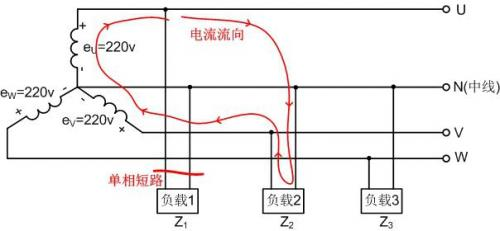 U
电流流向
+
eU=220v
-
eW=220v
-
-
N(中线)
+
eV=220v
+
V
W
单相短路
负载1
负载2
负载3
Z1
Z2
Z3